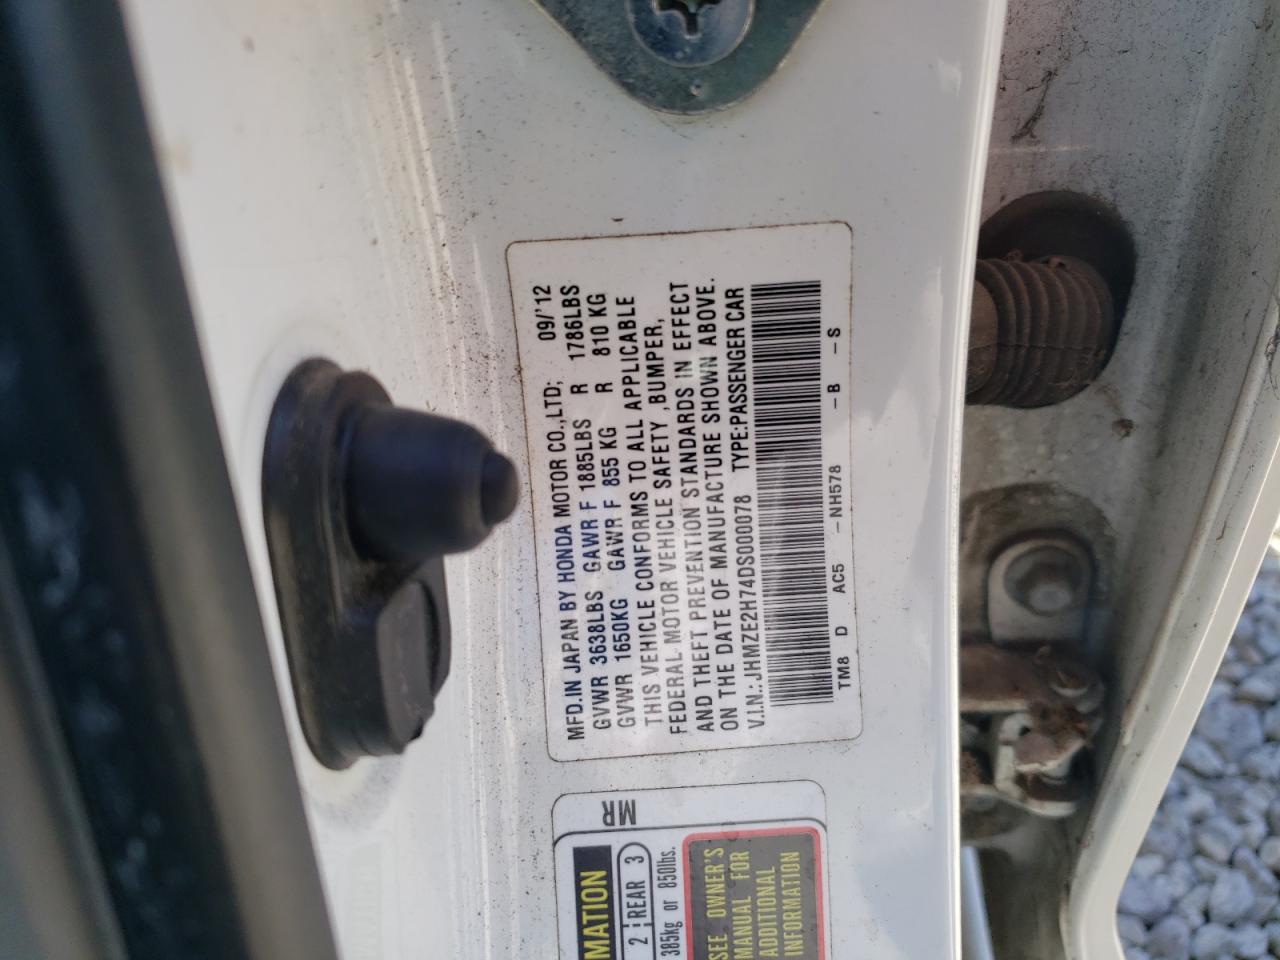 MFD.IN JAPAN BY HONDA MOTOR CO.,LTD; 09/'12
GVWR 3638LBS GAWR F 1885LBS R 1786LBS
GVWR 1650KG GAWR F 855 KG R 810 KG
THIS VEHICLE CONFORMS TO ALL APPLICABLE
FEDERAL MOTOR VEHICLE SAFETY ,BUMPER,
AND THEFT PREVENTION STANDARDS IN EFFECT
ON THE DATE OF MANUFACTURE SHOWN ABOVE.
V.I.N.:JHMZE2H74DS000078 TYPE:PASSENGER CAR
TM8 D AC5 -NH578 -B -S
MR
MATION
2 REAR 3
385kg or 850lbs.
SEE OWNER'S
MANUAL FOR
ADDITIONAL
INFORMATION